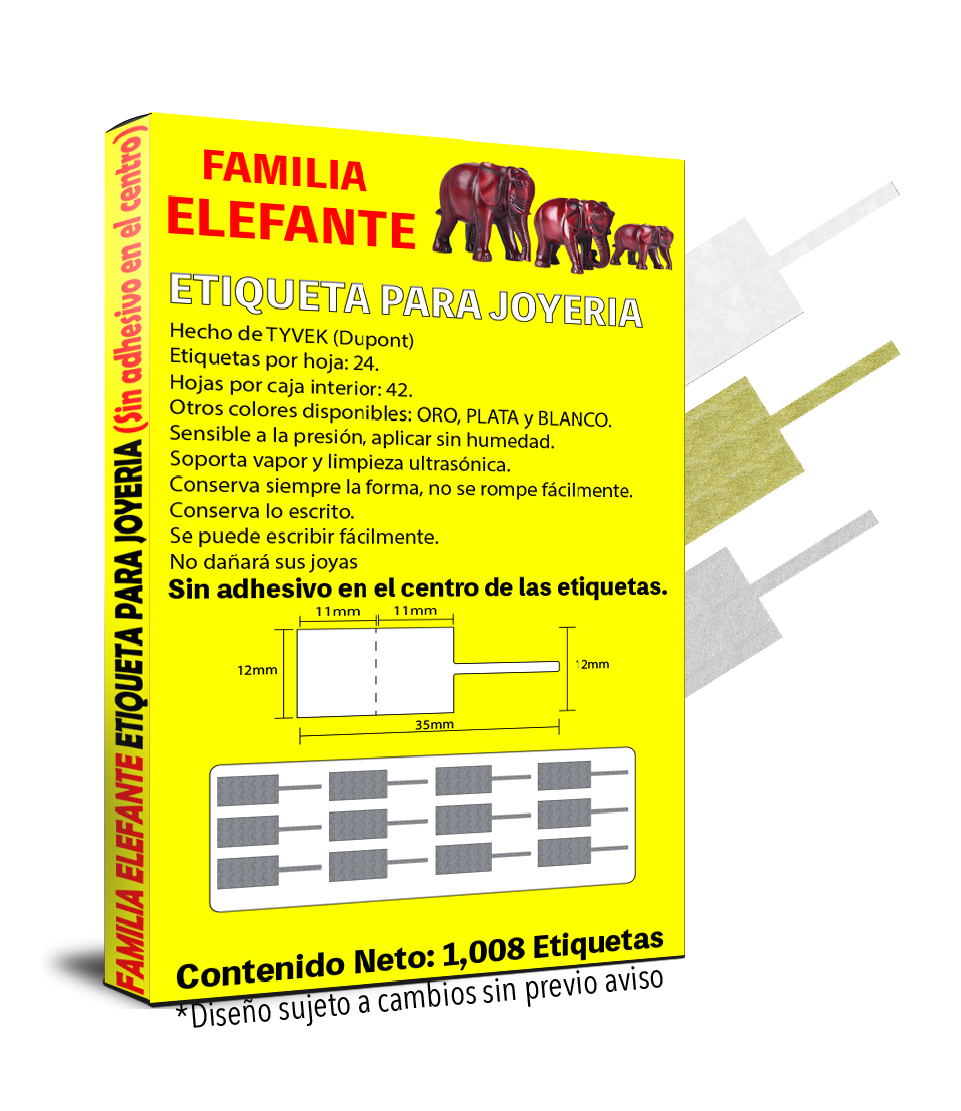 FAMILIA
ELEFANTE
ETIQUETA PARA JOYERIA
Hecho de TYVEK (Dupont)
Etiquetas por hoja: 24.
Hojas por caja interior: 42.
Otros colores disponibles: ORO, PLATA y BLANCO.
Sensible a la presión, aplicar sin humedad.
Soporta vapor y limpieza ultrasónica.
Conserva siempre la forma, no se rompe fácilmente.
Conserva lo escrito.
Se puede escribir fácilmente.
No dañará sus joyas
Sin adhesivo en el centro de las etiquetas.
11mm 11mm
12mm
12mm
35mm
Contenido Neto: 1,008 Etiquetas
*Diseño sujeto a cambios sin previo aviso
FAMILIA ELEFANTE ETIQUETA PARA JOYERIA (Sin adhesivo en el centro)